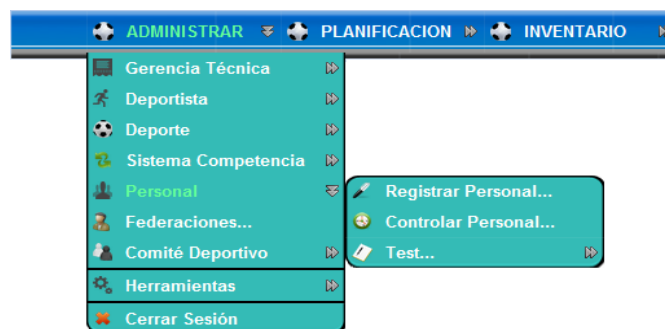 ADMINISTRAR PLANIFICACION INVENTARIO
Gerencia Técnica
Deportista
Deporte
Sistema Competencia
Personal
Registrar Personal...
Federaciones...
Controlar Personal...
Comité Deportivo
Test...
Herramientas
Cerrar Sesión